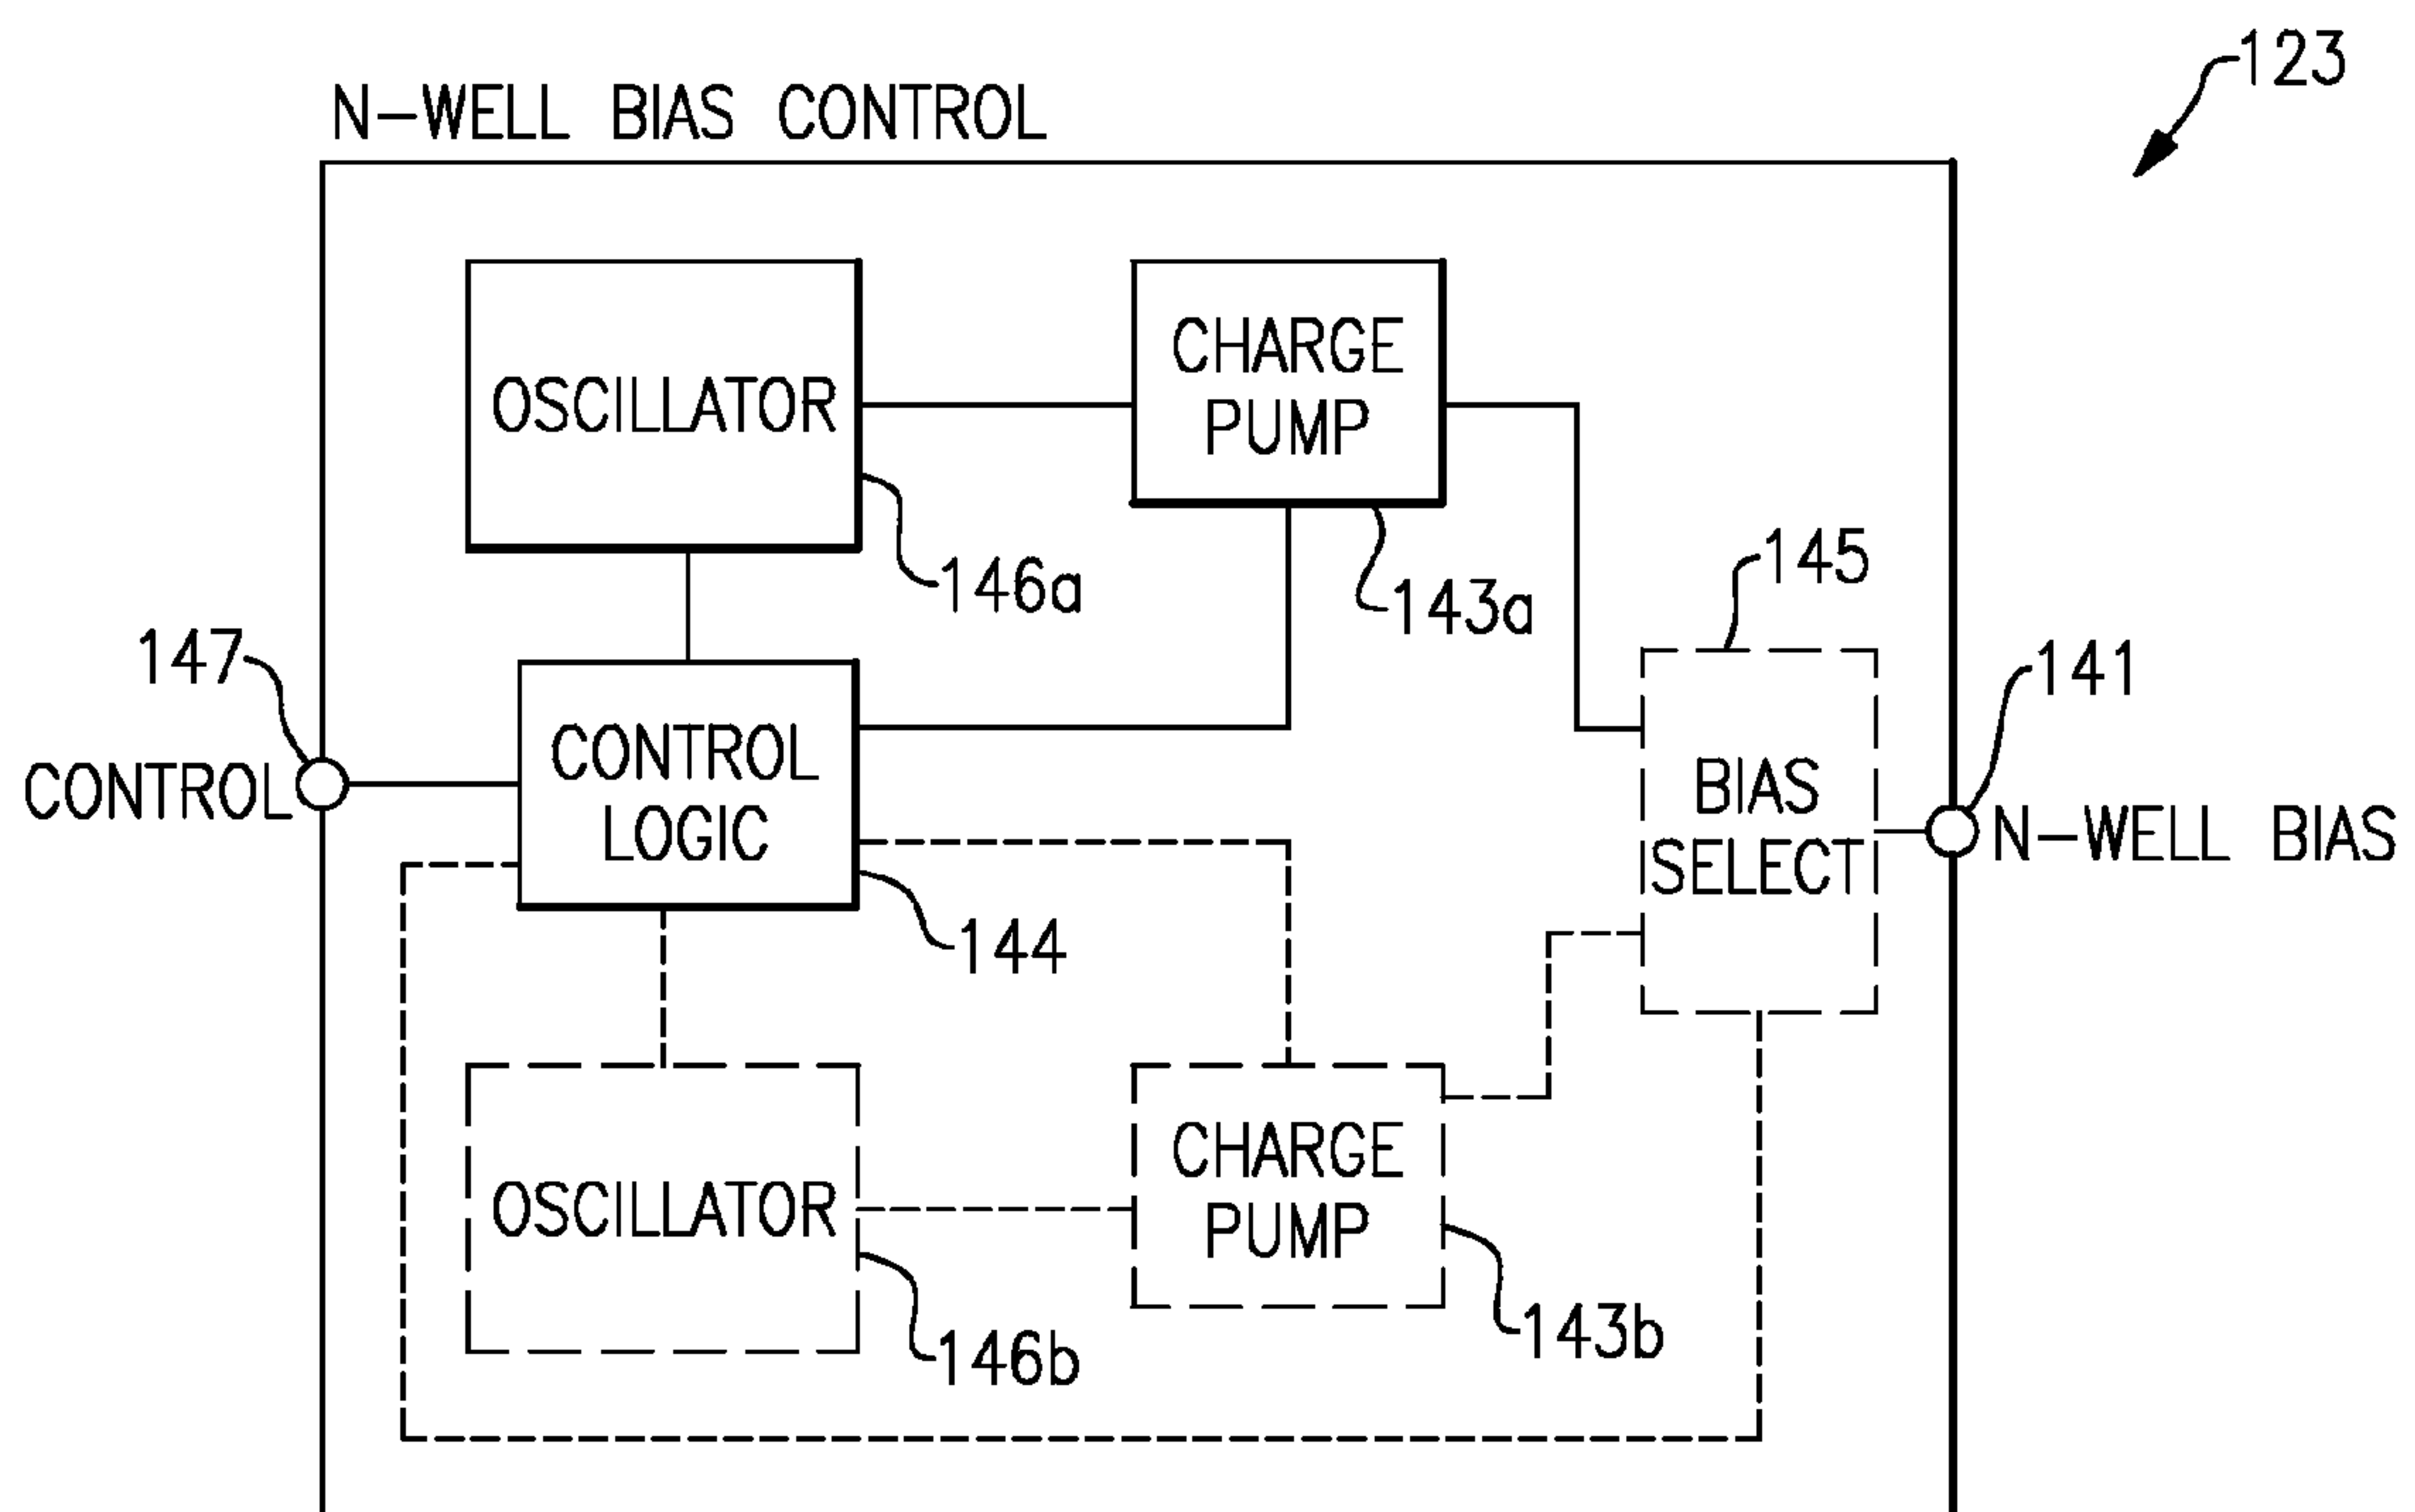 123
N-WELL BIAS CONTROL
OSCILLATOR
146a
CHARGE
PUMP
143a
145
147
CONTROL
CONTROL
LOGIC
144
BIAS
SELECT
141
N-WELL BIAS
OSCILLATOR
146b
CHARGE
PUMP
143b